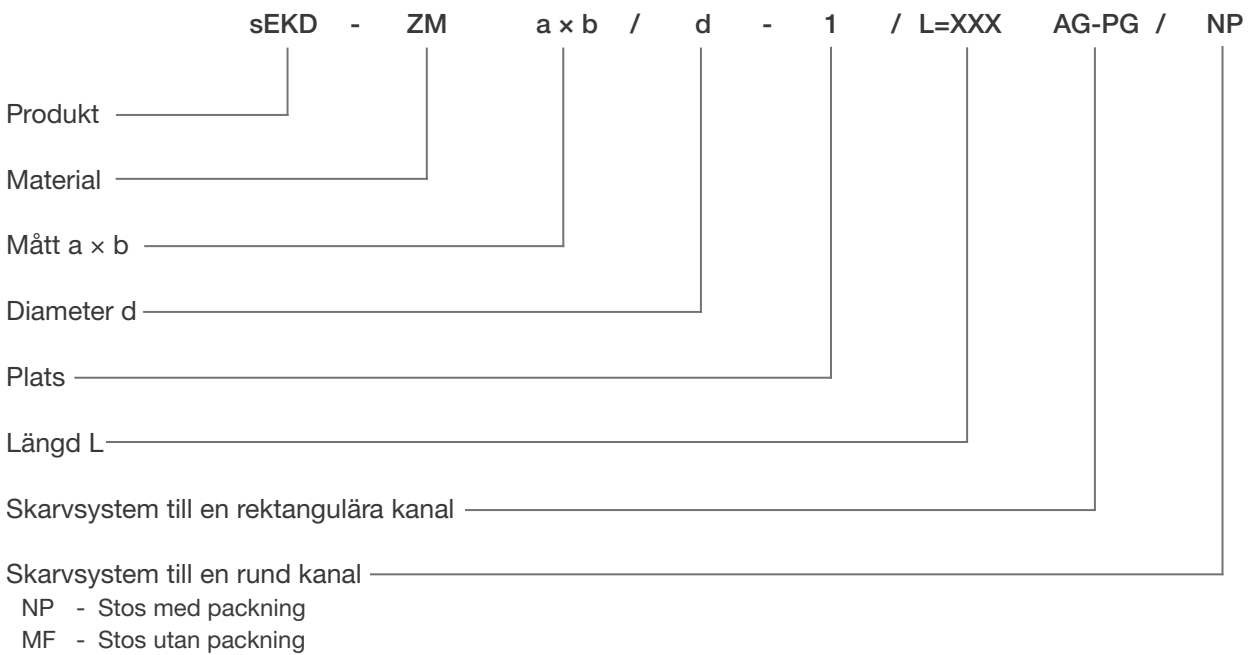 sEKD - ZM a × b / d - 1 / L=XXX AG-PG / NP
Produkt
Material
Mått a × b
Diameter d
Plats
Längd L
Skarvsystem till en rektangulära kanal
Skarvsystem till en rund kanal
NP - Stos med packning
MF - Stos utan packning